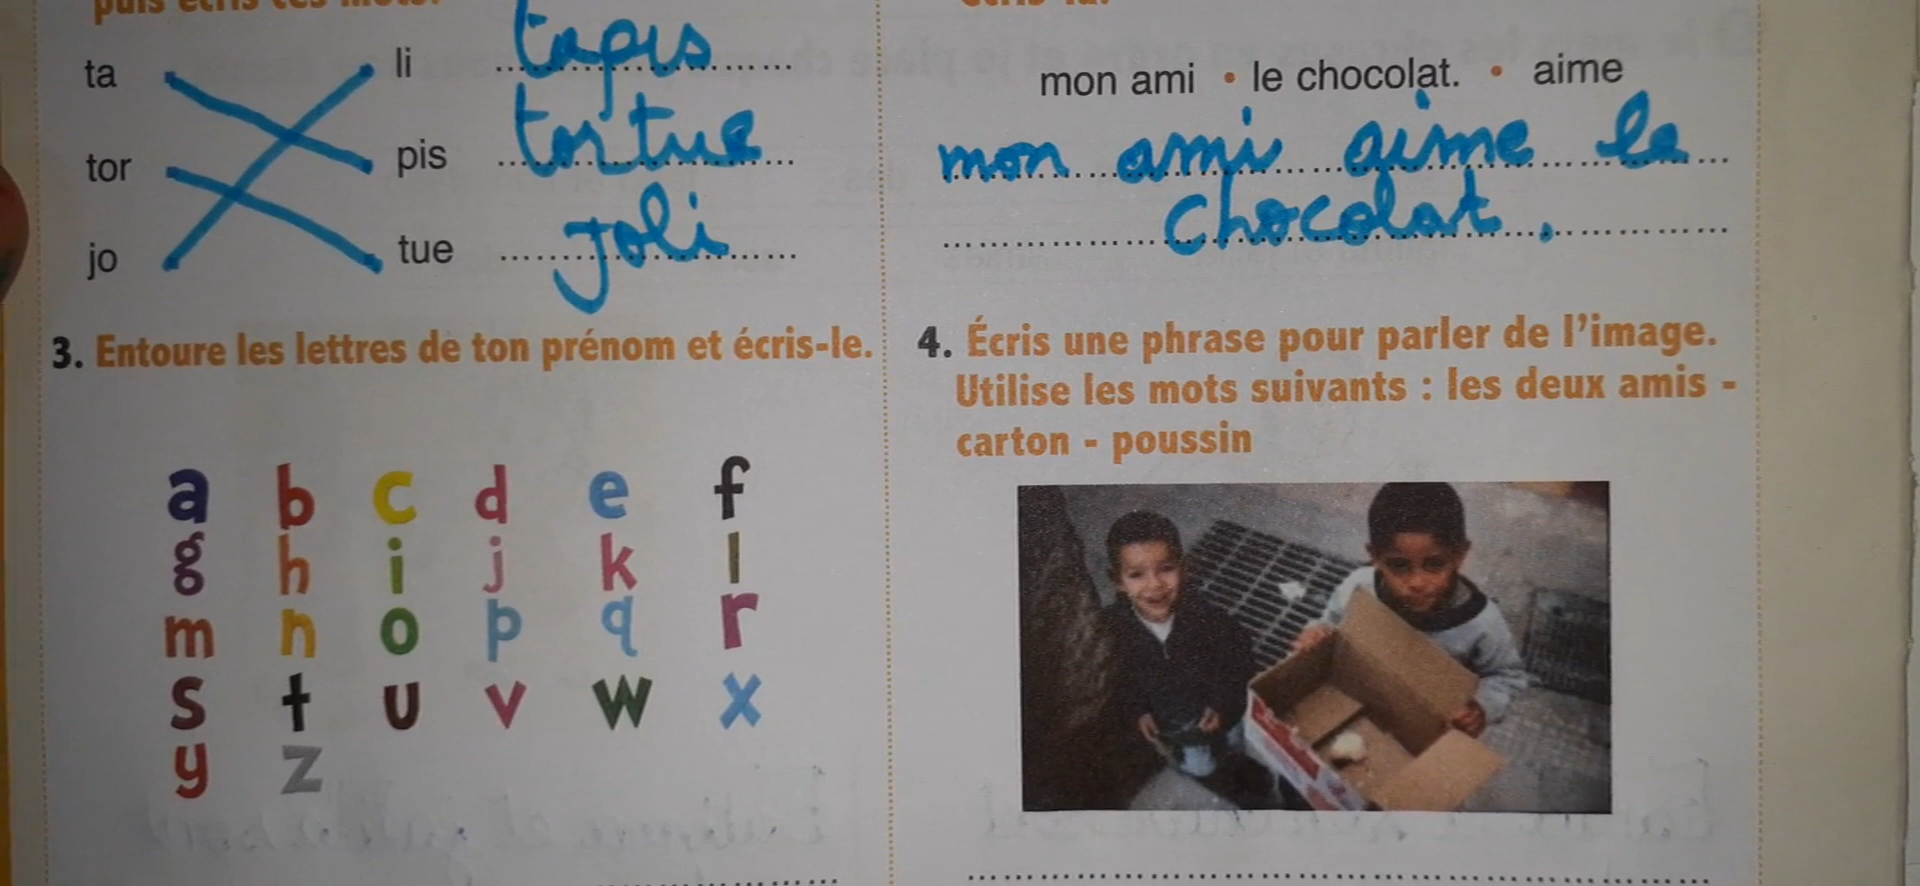 ta li tapis
tor pis tortue
jo tue joli
mon ami • le chocolat. • aime
mon ami aime le
chocolat.
3. Entoure les lettres de ton prénom et écris-le.
a b c d e f
g h i j k l
m n o p q r
s t u v w x
y z
4. Écris une phrase pour parler de l'image.
Utilise les mots suivants : les deux amis -
carton - poussin